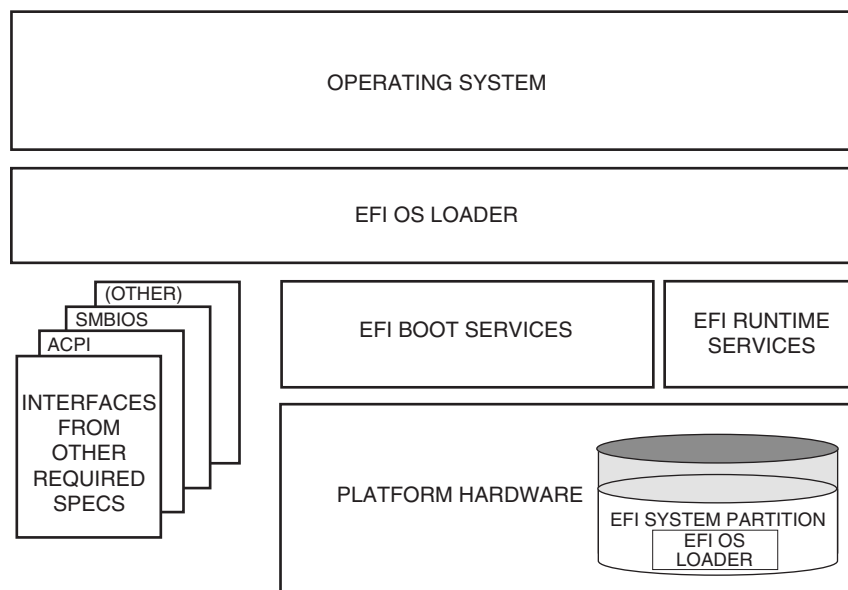 OPERATING SYSTEM
EFI OS LOADER
(OTHER)
SMBIOS
ACPI
INTERFACES
FROM
OTHER
REQUIRED
SPECS
EFI BOOT SERVICES
EFI RUNTIME
SERVICES
PLATFORM HARDWARE
EFI SYSTEM PARTITION
EFI OS
LOADER